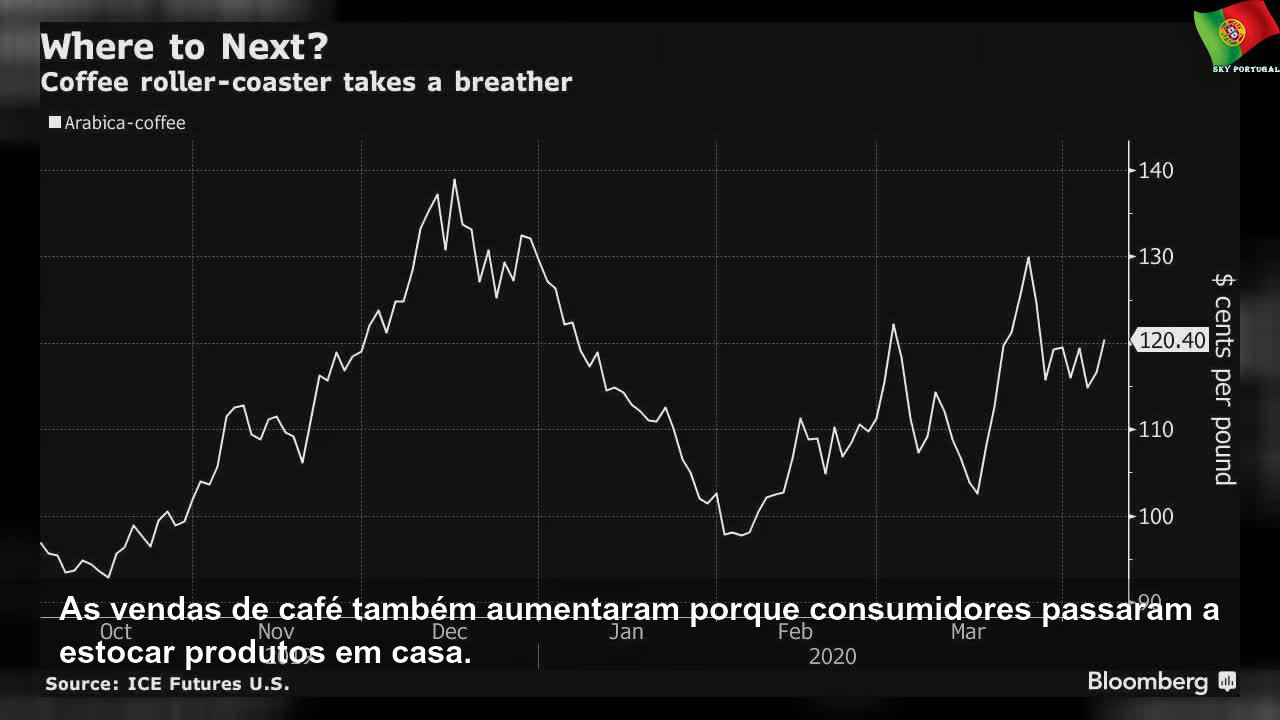 Where to Next?
Coffee roller-coaster takes a breather
Arabica-coffee
SKY PORTUGAL
140
130
120.40
110
100
90
$ cents per pound
As vendas de café também aumentaram porque consumidores passaram a
estocar produtos em casa.
Oct Nov Dec Jan Feb Mar
2019 2020
Source: ICE Futures U.S.
Bloomberg